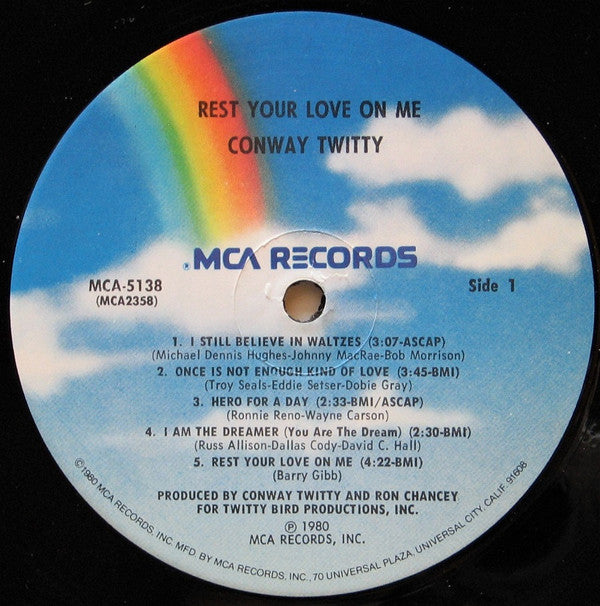 REST YOUR LOVE ON ME
CONWAY TWITTY
®MCA RECORDS
MCA-5138
(MCA2358)
Side 1
1. I STILL BELIEVE IN WALTZES (3:07-ASCAP)
(Michael Dennis Hughes-Johnny MacRae-Bob Morrison)
2. ONCE IS NOT ENOUGH KIND OF LOVE (3:45-BMI)
(Troy Seals-Eddie Setser-Dobie Gray)
3. HERO FOR A DAY (2:33-BMI/ASCAP)
(Ronnie Reno-Wayne Carson)
4. I AM THE DREAMER (You Are The Dream) (2:30-BMI)
(Russ Allison-Dallas Cody-David C. Hall)
5. REST YOUR LOVE ON ME (4:22-BMI)
(Barry Gibb)
PRODUCED BY CONWAY TWITTY AND RON CHANCEY
FOR TWITTY BIRD PRODUCTIONS, INC.
℗ 1980
MCA RECORDS, INC.
©1980 MCA RECORDS, INC. MFD. BY MCA RECORDS, INC., 70 UNIVERSAL PLAZA, UNIVERSAL CITY, CALIF. 91608